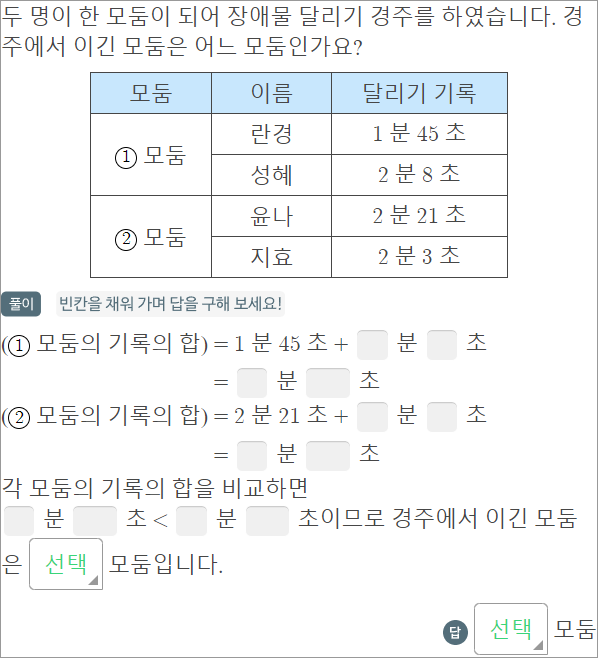 두 명이 한 모둠이 되어 장애물 달리기 경주를 하였습니다. 경
주에서 이긴 모둠은 어느 모둠인가요?
모둠 이름 달리기 기록
① 모둠 란경 1 분 45 초
성혜 2 분 8 초
② 모둠 윤나 2 분 21 초
지효 2 분 3 초
풀이 빈칸을 채워 가며 답을 구해 보세요!
(① 모둠의 기록의 합) = 1 분 45 초 + 분 초
= 분 초
(② 모둠의 기록의 합) = 2 분 21 초 + 분 초
= 분 초
각 모둠의 기록의 합을 비교하면
분 초 < 분 초이므로 경주에서 이긴 모둠
은 선택 모둠입니다.
답 선택 모둠